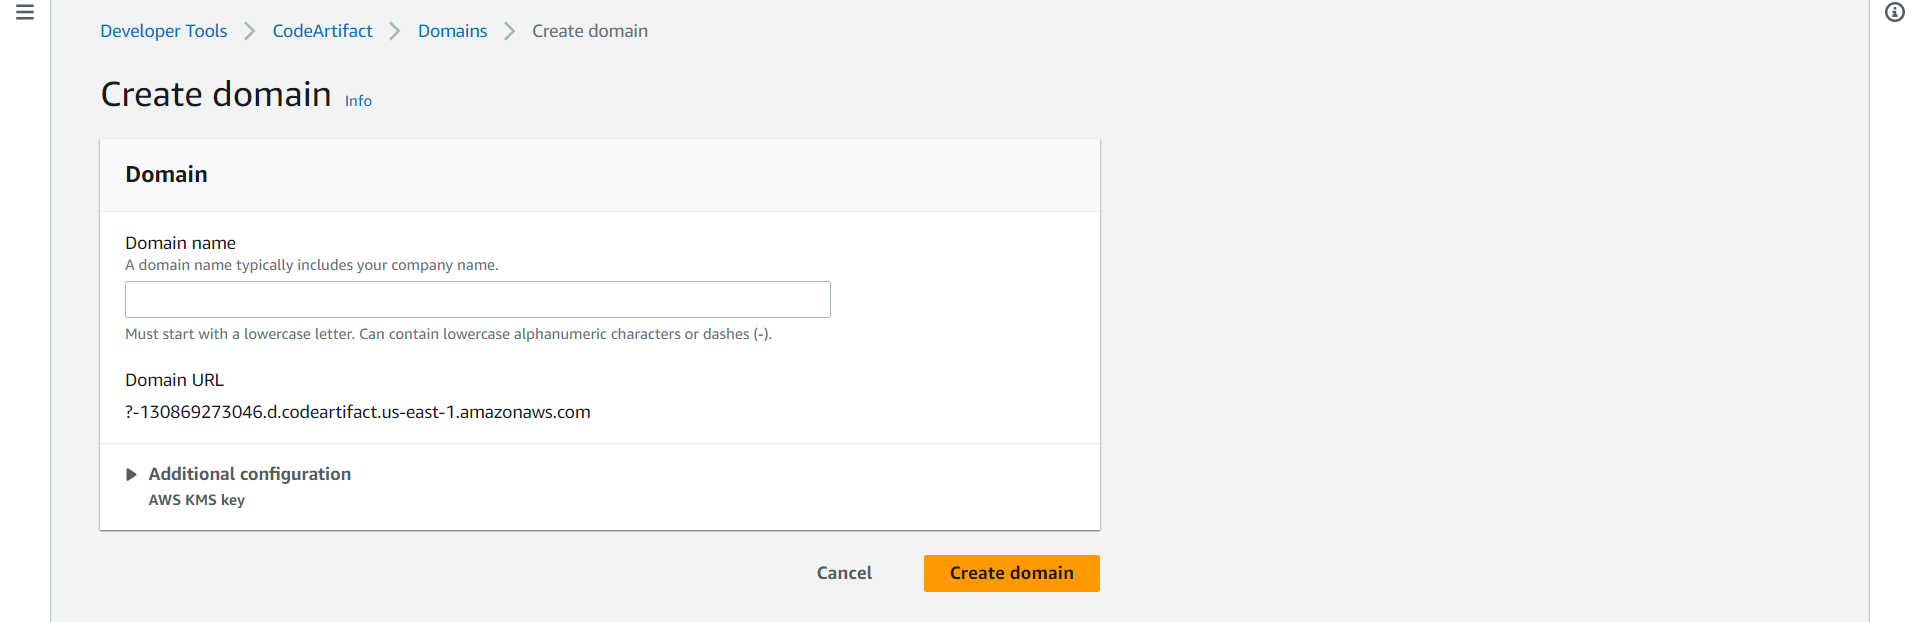 Developer Tools > CodeArtifact > Domains > Create domain
Create domain Info
Domain
Domain name
A domain name typically includes your company name.
Must start with a lowercase letter. Can contain lowercase alphanumeric characters or dashes (-).
Domain URL
?-130869273046.d.codeartifact.us-east-1.amazonaws.com
Additional configuration
AWS KMS key
Cancel Create domain